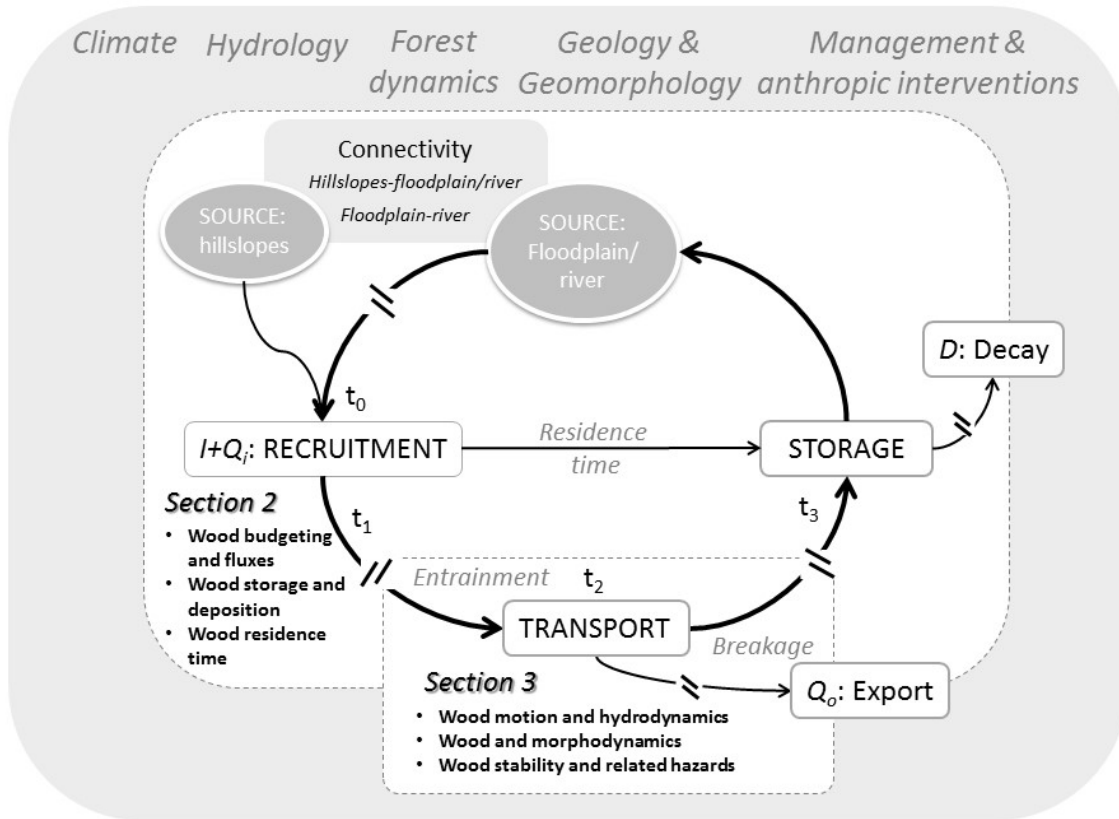 Climate
Hydrology
Forest
dynamics
Geology &
Geomorphology
Management &
anthropic interventions
Connectivity
Hillslopes-floodplain/river
Floodplain-river
SOURCE:
hillslopes
SOURCE:
Floodplain/
river
D: Decay
t0
I+Qi: RECRUITMENT
Residence
time
STORAGE
Section 2
• Wood budgeting
and fluxes
• Wood storage and
deposition
• Wood residence
time
t1
t3
Entrainment
t2
TRANSPORT
Breakage
Qo: Export
Section 3
• Wood motion and hydrodynamics
• Wood and morphodynamics
• Wood stability and related hazards